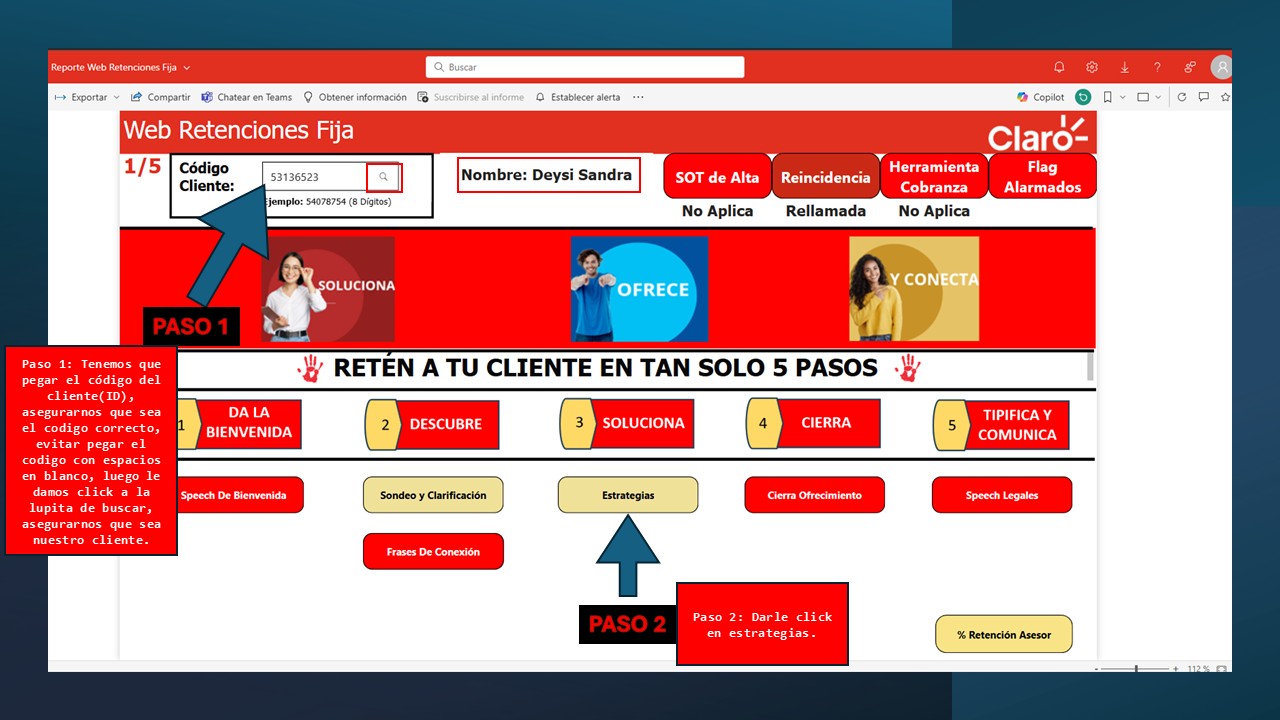 Reporte Web Retenciones Fija
Buscar
Exportar
Compartir
Chatear en Teams
Obtener información
Suscribirse al informe
Establecer alerta
Copilot
Web Retenciones Fija
Claro
1/5
Código
Cliente:
53136523
Ejemplo: 54078754 (8 Dígitos)
Nombre: Deysi Sandra
SOT de Alta
Reincidencia
Herramienta
Cobranza
Flag
Alarmados
No Aplica
Rellamada
No Aplica
SOLUCIONA
OFRECE
Y CONECTA
PASO 1
RETÉN A TU CLIENTE EN TAN SOLO 5 PASOS
Paso 1: Tenemos que
pegar el código del
cliente(ID),
asegurarnos que sea
el codigo correcto,
evitar pegar el
codigo con espacios
en blanco, luego le
damos click a la
lupita de buscar,
asegurarnos que sea
nuestro cliente.
1
DA LA
BIENVENIDA
2
DESCUBRE
3
SOLUCIONA
4
CIERRA
5
TIPIFICA Y
COMUNICA
Speech De Bienvenida
Sondeo y Clarificación
Estrategias
Cierra Ofrecimiento
Speech Legales
Frases De Conexión
PASO 2
Paso 2: Darle click
en estrategias.
% Retención Asesor
- + 112 %